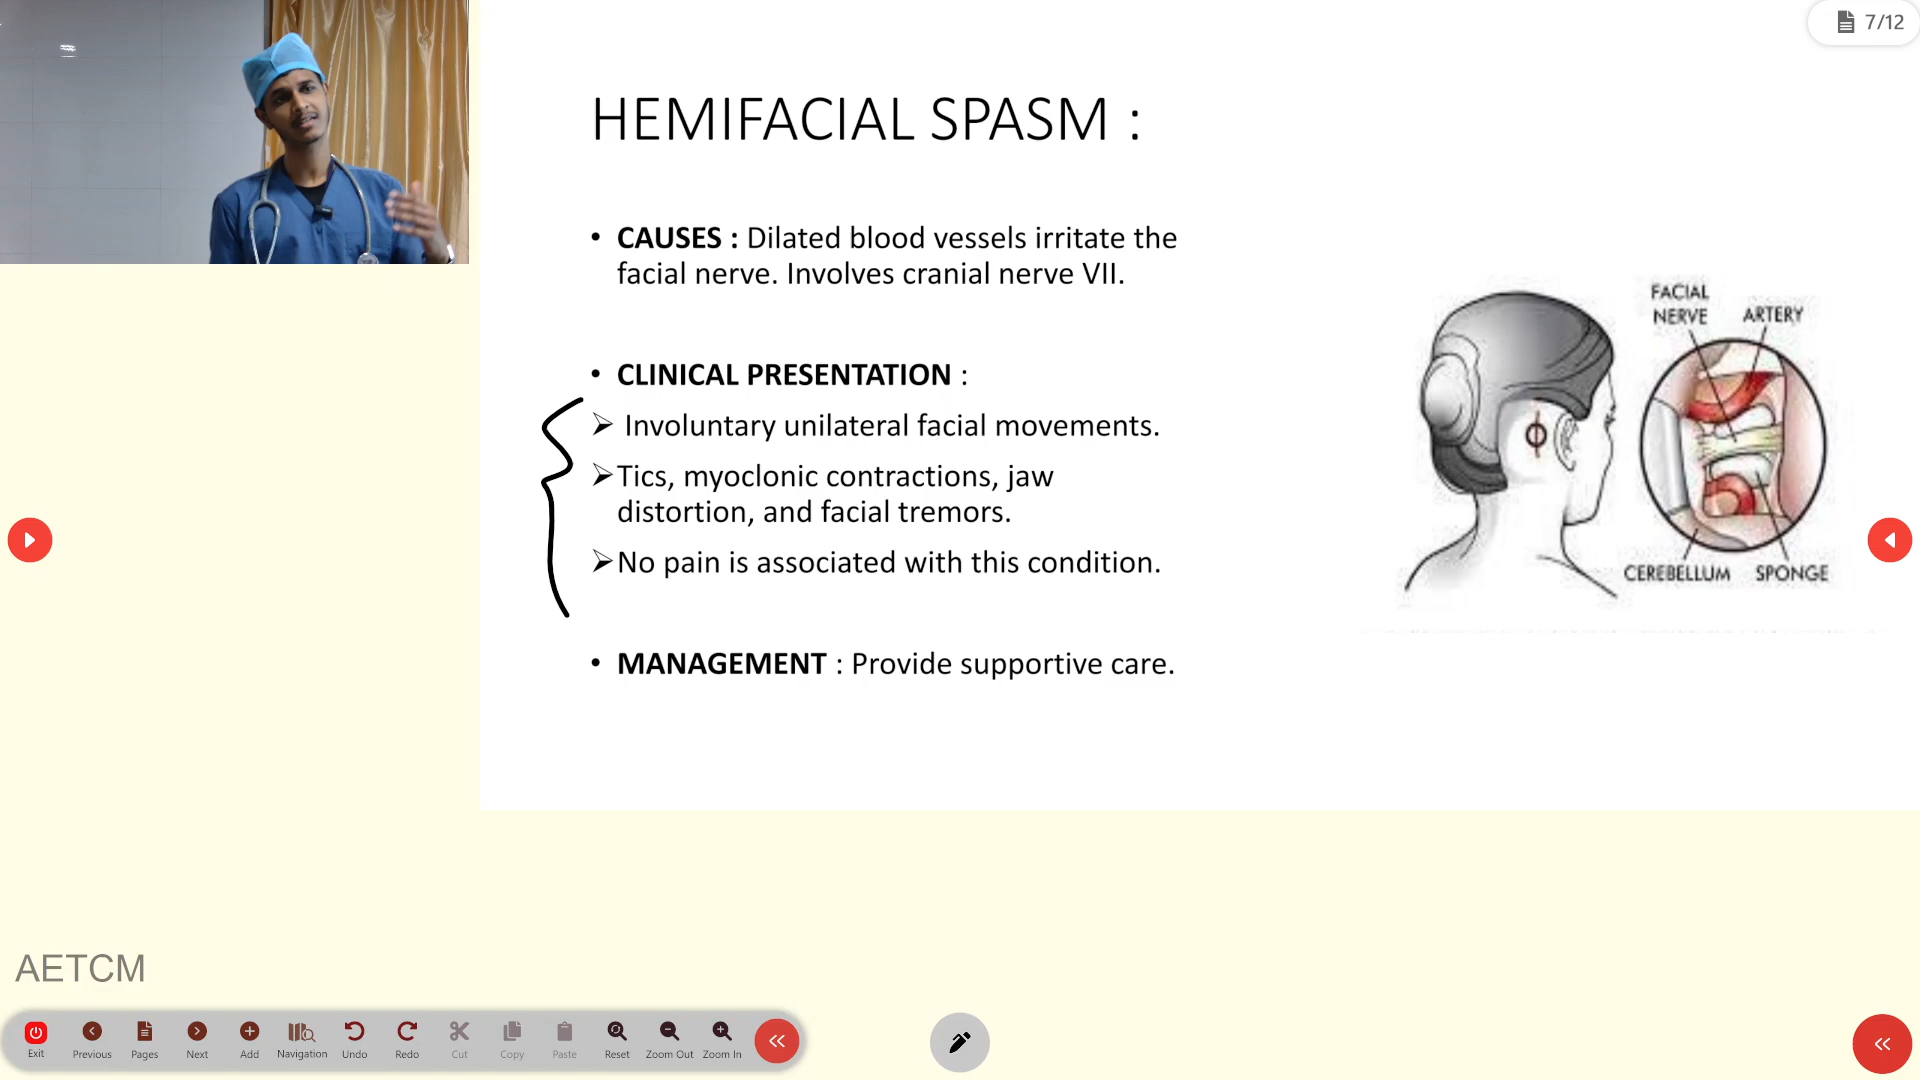 7/12
HEMIFACIAL SPASM :
• CAUSES : Dilated blood vessels irritate the
facial nerve. Involves cranial nerve VII.
• CLINICAL PRESENTATION :
➢ Involuntary unilateral facial movements.
➢Tics, myoclonic contractions, jaw
distortion, and facial tremors.
➢No pain is associated with this condition.
• MANAGEMENT : Provide supportive care.
FACIAL
NERVE
ARTERY
CEREBELLUM SPONGE
AETCM
Exit Previous Pages Next Add Navigation Undo Redo Cut Copy Paste Reset Zoom Out Zoom In